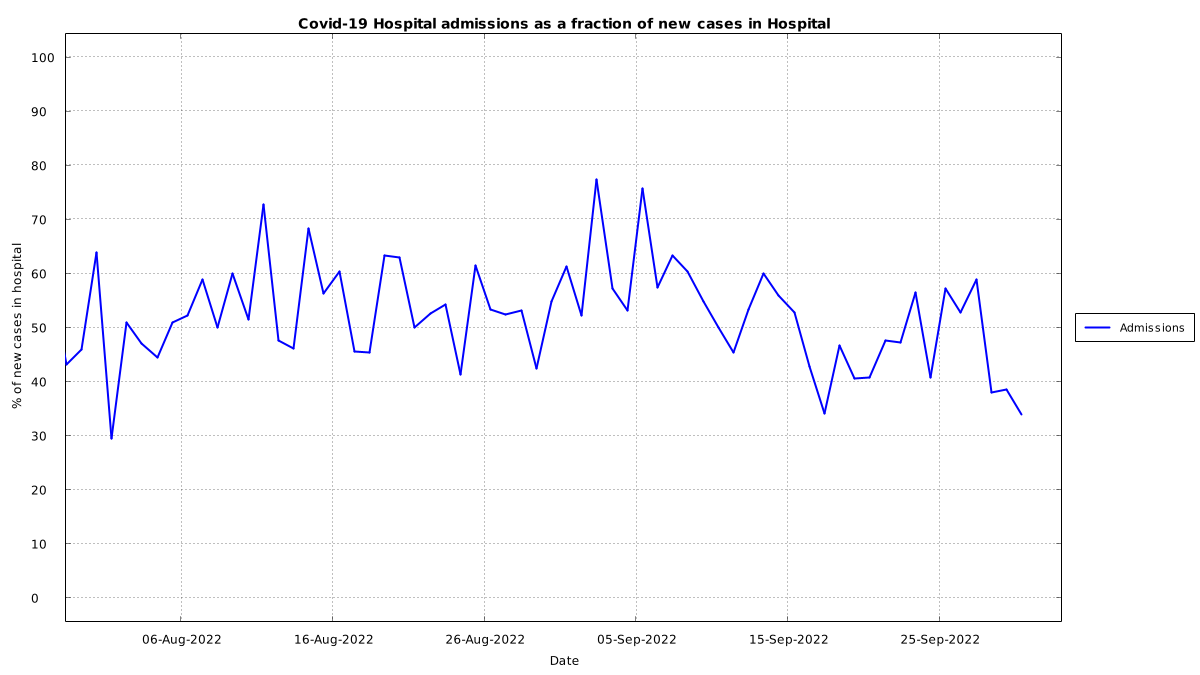 Covid-19 Hospital admissions as a fraction of new cases in Hospital
100
90
80
70
60
50
40
30
20
10
0
% of new cases in hospital
06-Aug-2022
16-Aug-2022
26-Aug-2022
05-Sep-2022
15-Sep-2022
25-Sep-2022
Date
Admissions